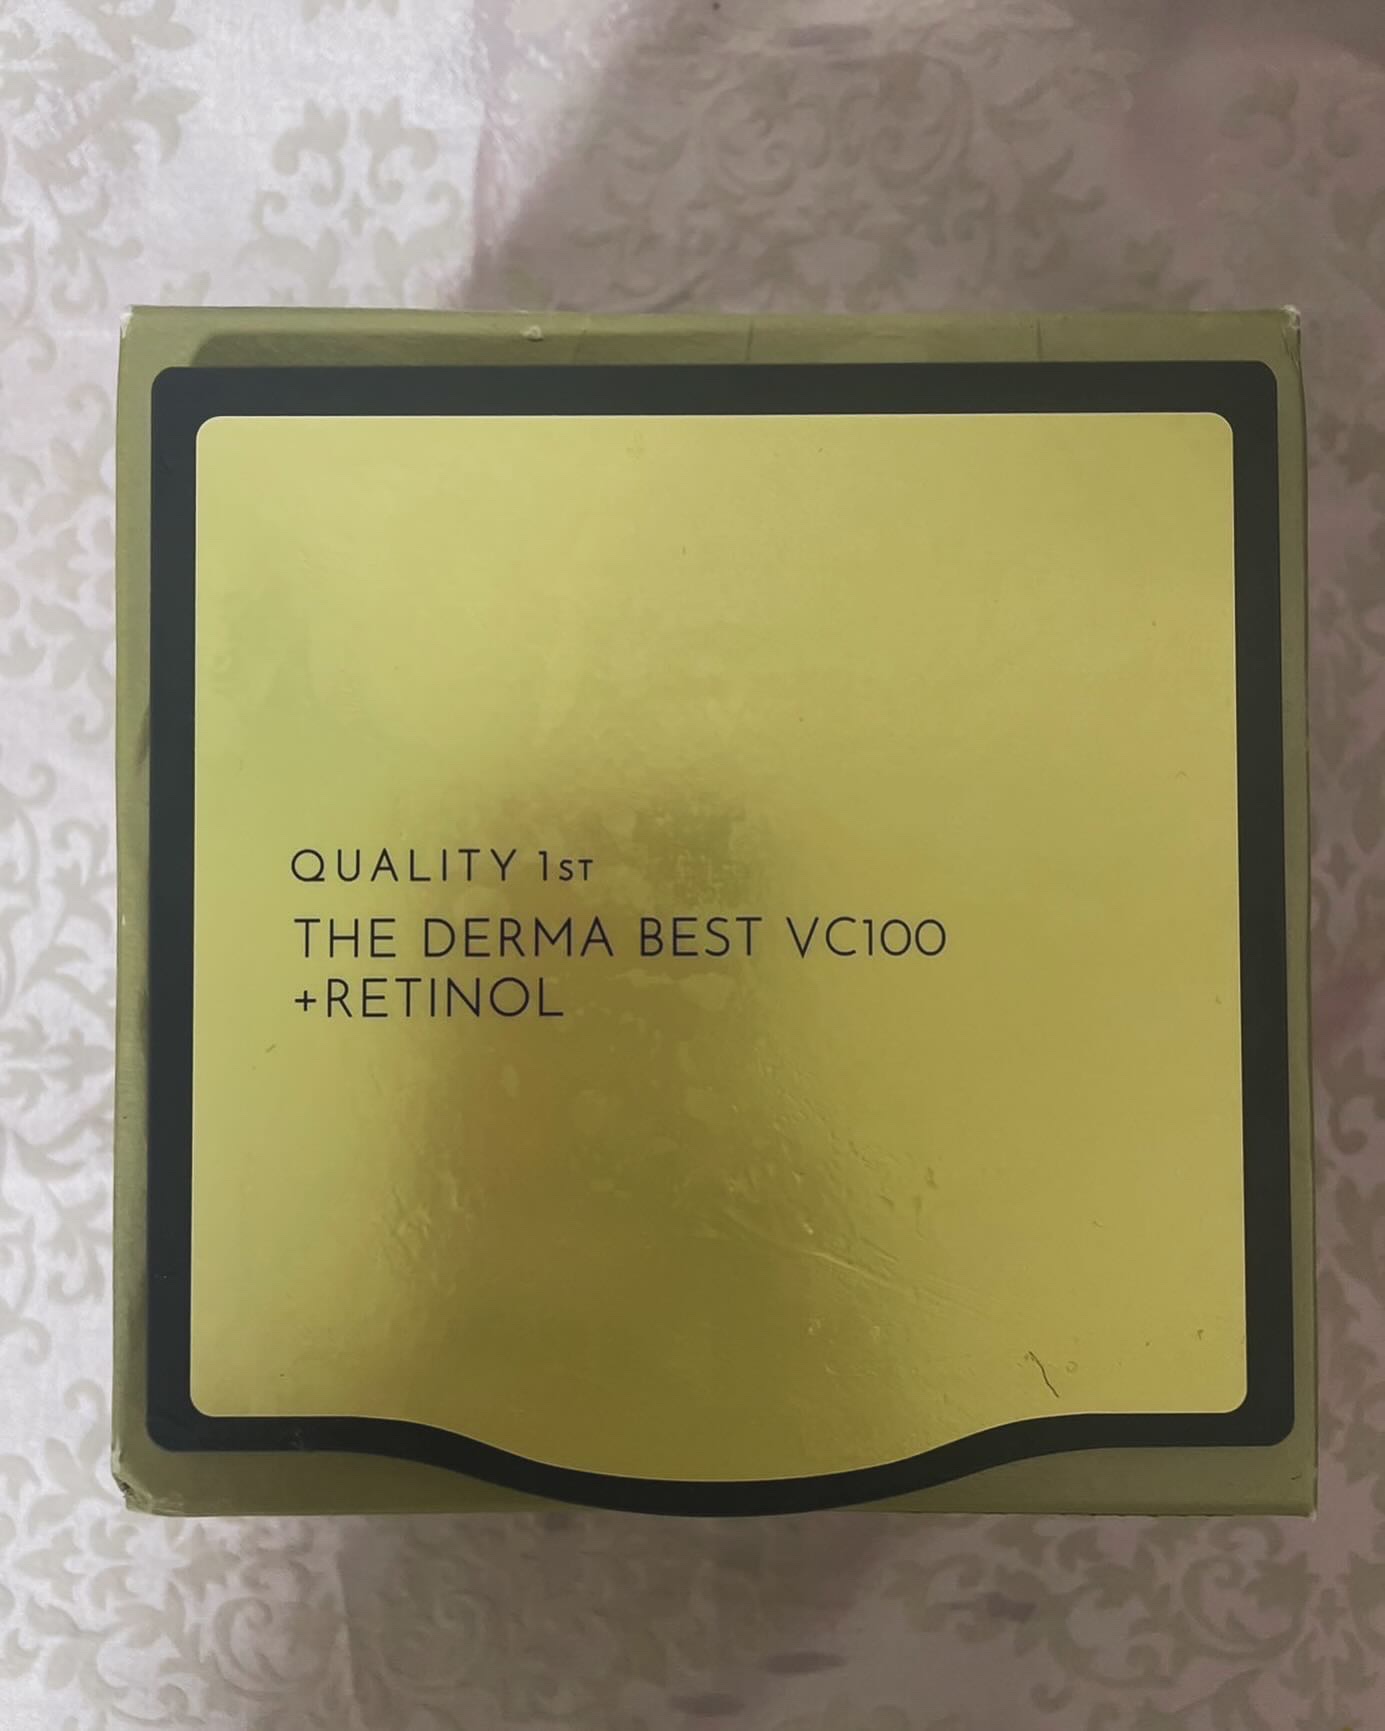 QUALITY 1ST
THE DERMA BEST VC100
+RETINOL